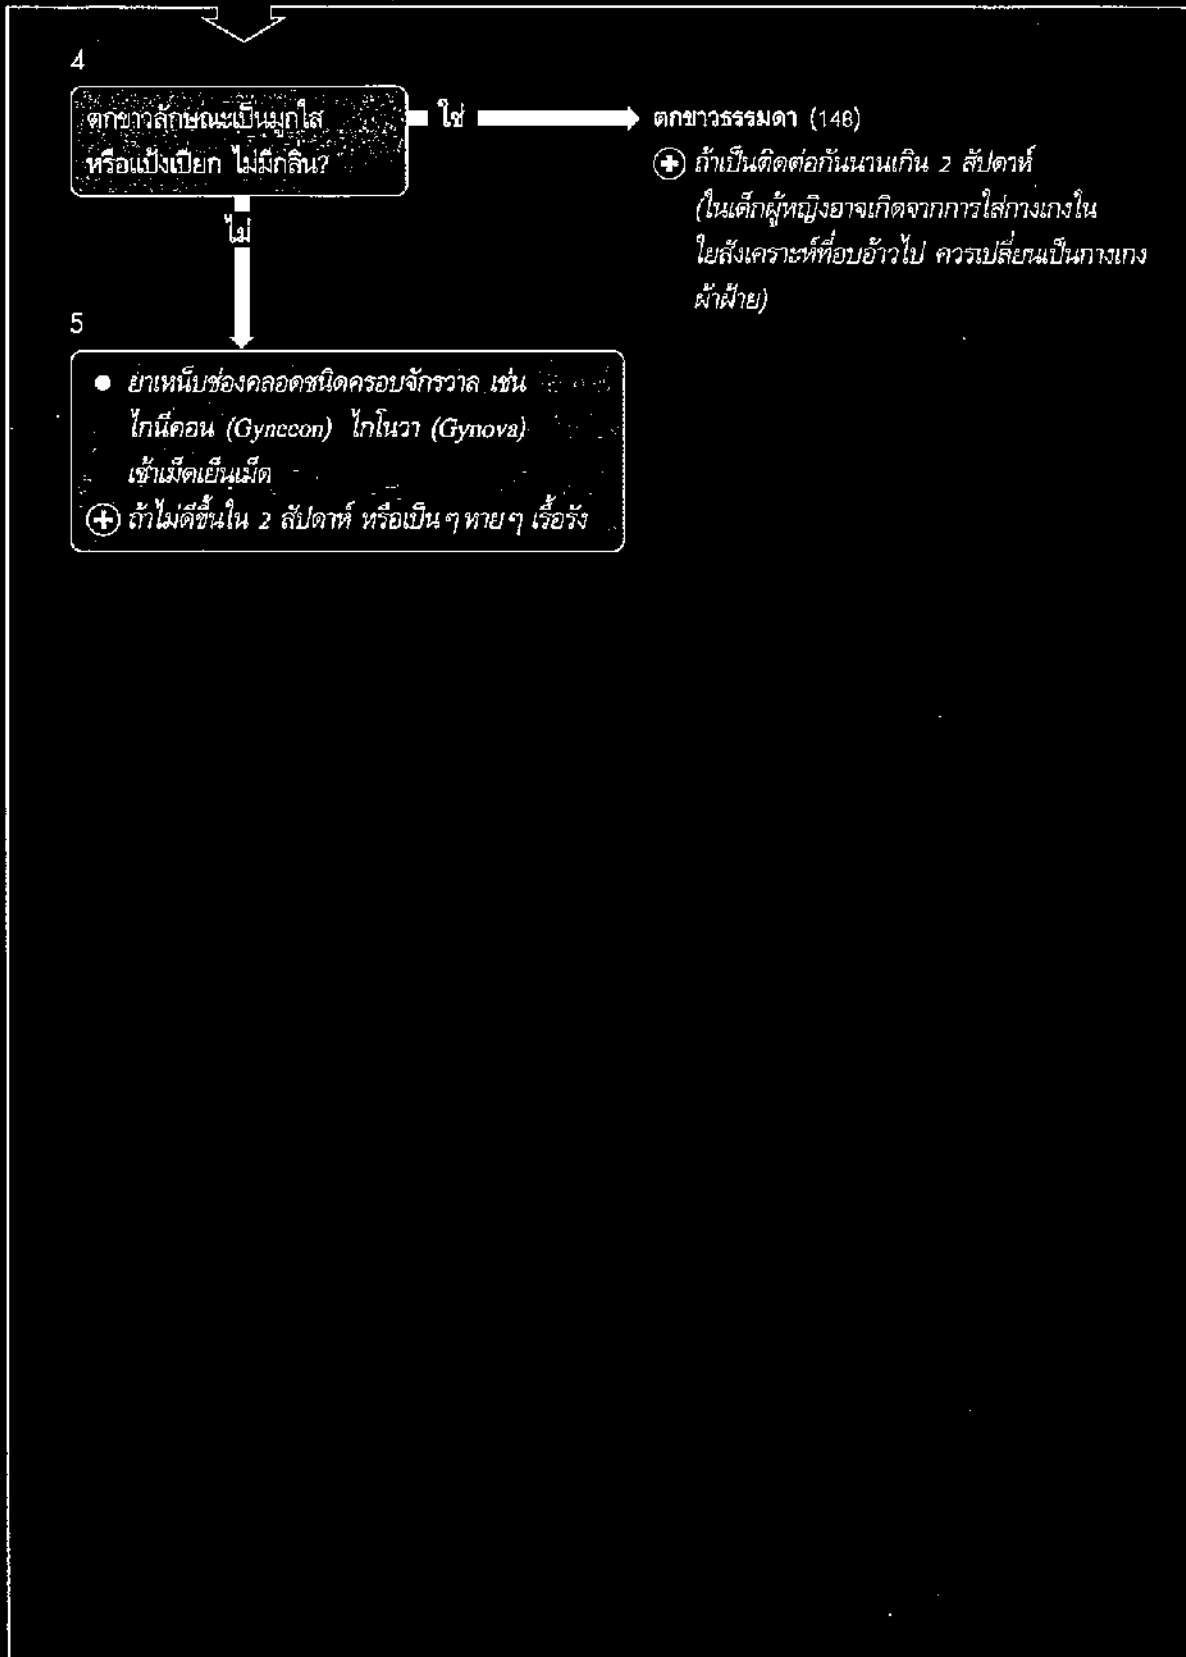 4
ตกขาวลักษณะเป็นมูกใส
หรือแป้งเปียก ไม่มีกลิ่น?
ใช่
ตกขาวธรรมดา (148)
ถ้าเป็นติดต่อกันนานเกิน 2 สัปดาห์
(ในเด็กผู้หญิงอาจเกิดจากการใส่กางเกงใน
ใยสังเคราะห์ที่อบอ้าวไป ควรเปลี่ยนเป็นกางเกง
ผ้าฝ้าย)
ไม่
5
● ยาเหน็บช่องคลอดชนิดครอบจักรวาล เช่น
ไกนีคอน (Gynecon) ไกโนวา (Gynova)
เช้าเม็ดเย็นเม็ด
ถ้าไม่ดีขึ้นใน 2 สัปดาห์ หรือเป็น ๆ หาย ๆ เรื้อรัง